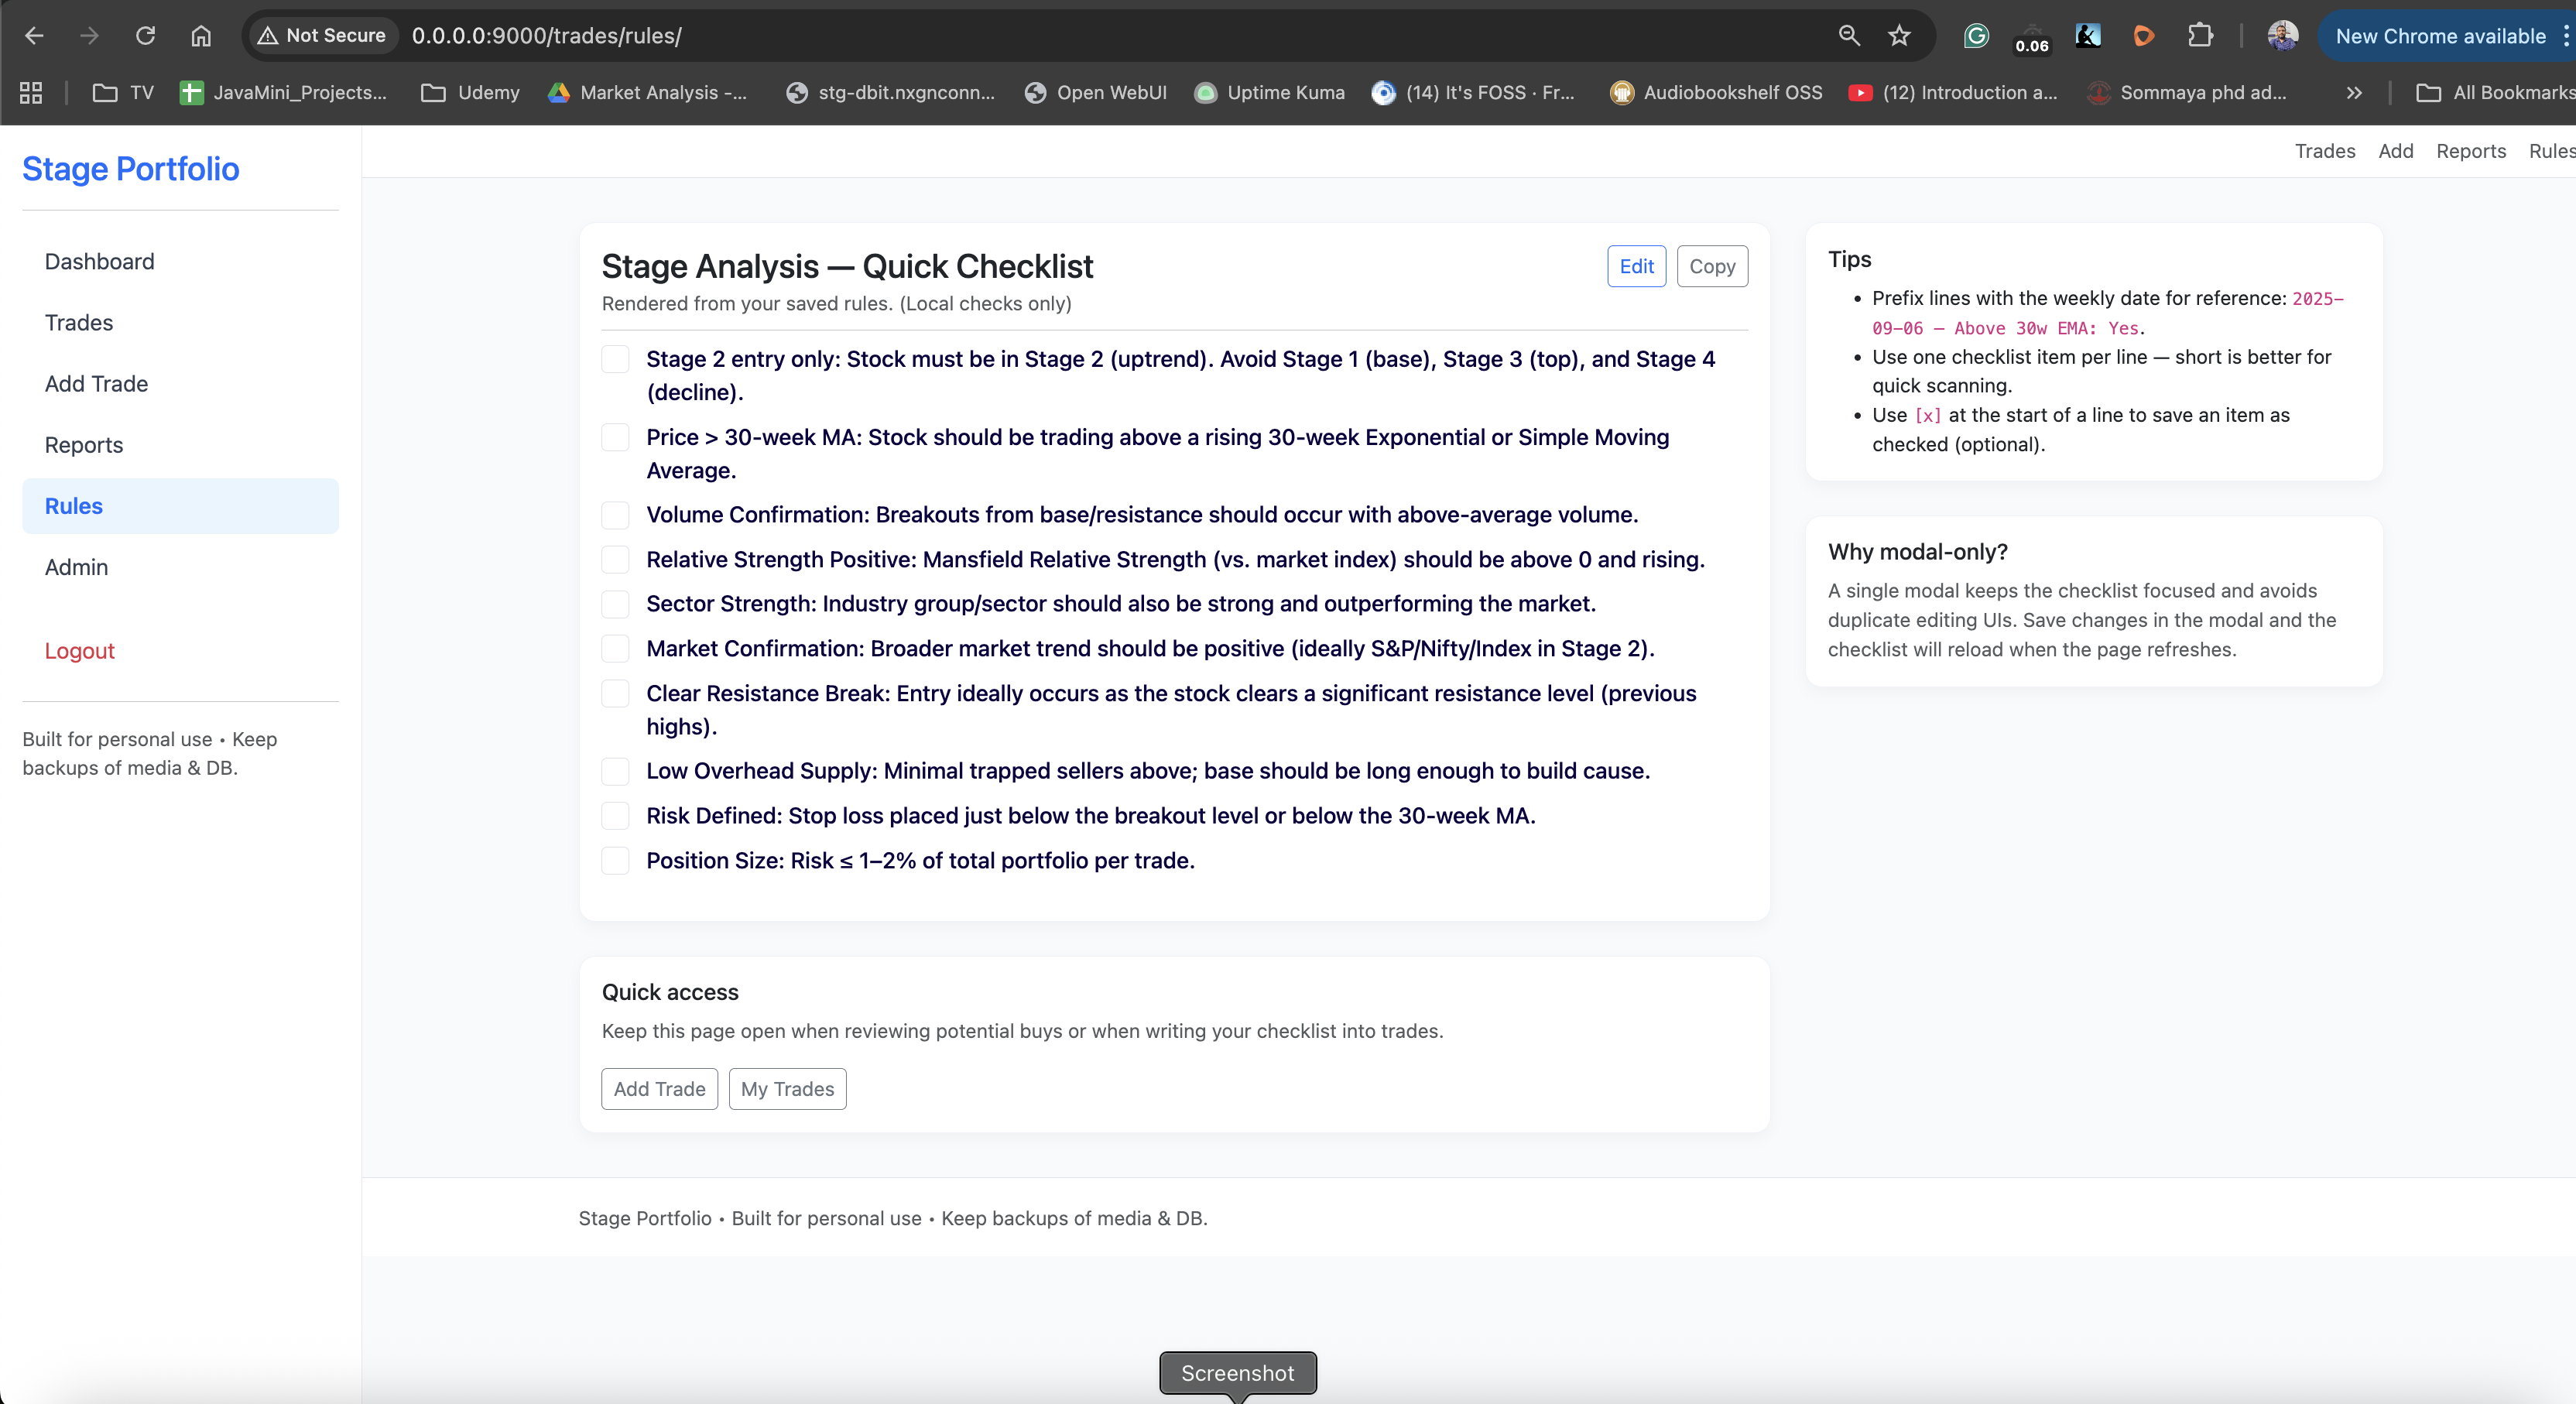 Not Secure
0.0.0.0:9000/trades/rules/
0.06
New Chrome available
TV
JavaMini_Projects...
Udemy
Market Analysis -...
stg-dbit.nxgnconn...
Open WebUI
Uptime Kuma
(14) It's FOSS · Fr...
Audiobookshelf OSS
(12) Introduction a...
Sommaya phd ad...
All Bookmarks
Stage Portfolio
Dashboard
Trades
Add Trade
Reports
Rules
Admin
Logout
Built for personal use • Keep
backups of media & DB.
Trades
Add
Reports
Rules
Stage Analysis — Quick Checklist
Edit
Copy
Rendered from your saved rules. (Local checks only)
Stage 2 entry only: Stock must be in Stage 2 (uptrend). Avoid Stage 1 (base), Stage 3 (top), and Stage 4
(decline).
Price > 30-week MA: Stock should be trading above a rising 30-week Exponential or Simple Moving
Average.
Volume Confirmation: Breakouts from base/resistance should occur with above-average volume.
Relative Strength Positive: Mansfield Relative Strength (vs. market index) should be above 0 and rising.
Sector Strength: Industry group/sector should also be strong and outperforming the market.
Market Confirmation: Broader market trend should be positive (ideally S&P/Nifty/Index in Stage 2).
Clear Resistance Break: Entry ideally occurs as the stock clears a significant resistance level (previous
highs).
Low Overhead Supply: Minimal trapped sellers above; base should be long enough to build cause.
Risk Defined: Stop loss placed just below the breakout level or below the 30-week MA.
Position Size: Risk ≤ 1–2% of total portfolio per trade.
Quick access
Keep this page open when reviewing potential buys or when writing your checklist into trades.
Add Trade
My Trades
Tips
• Prefix lines with the weekly date for reference: 2025-
09-06 — Above 30w EMA: Yes.
• Use one checklist item per line — short is better for
quick scanning.
• Use [x] at the start of a line to save an item as
checked (optional).
Why modal-only?
A single modal keeps the checklist focused and avoids
duplicate editing UIs. Save changes in the modal and the
checklist will reload when the page refreshes.
Stage Portfolio • Built for personal use • Keep backups of media & DB.
Screenshot